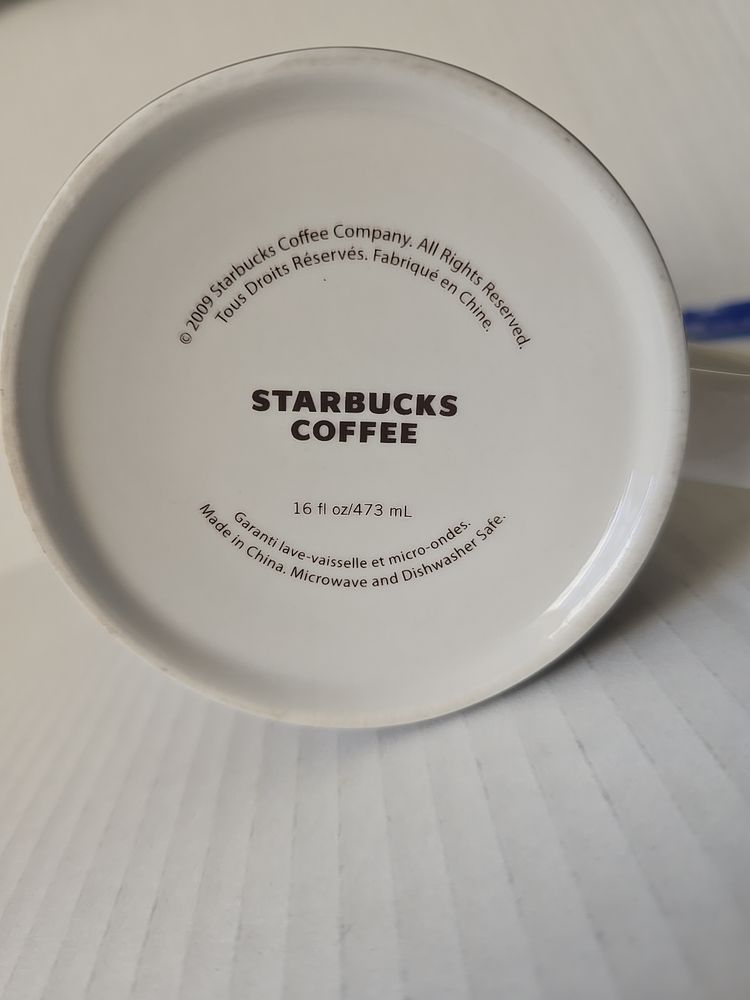 © 2009 Starbucks Coffee Company. All Rights Reserved.
Tous Droits Réservés. Fabriqué en Chine.
STARBUCKS
COFFEE
16 fl oz/473 mL
Garanti lave-vaisselle et micro-ondes.
Made in China. Microwave and Dishwasher Safe.